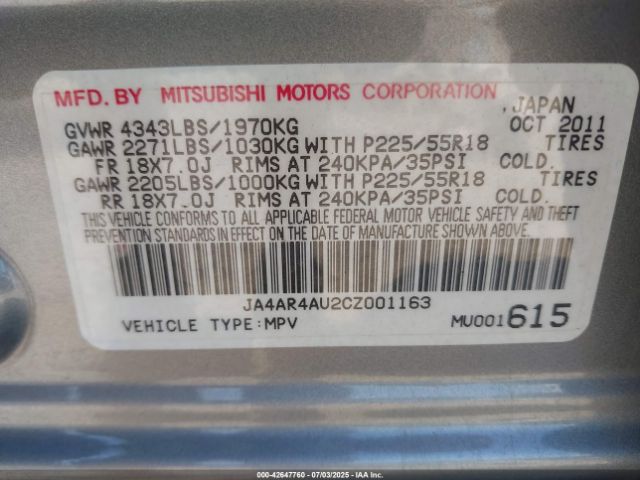 MFD. BY MITSUBISHI MOTORS CORPORATION
, JAPAN
GVWR 4343LBS/1970KG OCT 2011
GAWR 2271LBS/1030KG WITH P225/55R18 TIRES
FR 18X7.0J RIMS AT 240KPA/35PSI COLD.
GAWR 2205LBS/1000KG WITH P225/55R18 TIRES
RR 18X7.0J RIMS AT 240KPA/35PSI COLD.
THIS VEHICLE CONFORMS TO ALL APPLICABLE FEDERAL MOTOR VEHICLE SAFETY AND THEFT
PREVENTION STANDARDS IN EFFECT ON THE DATE OF MANUFACTURE SHOWN ABOVE.
JA4AR4AU2CZ001163
VEHICLE TYPE:MPV MU001615
000-42647760 - 07/03/2025 - IAA Inc.